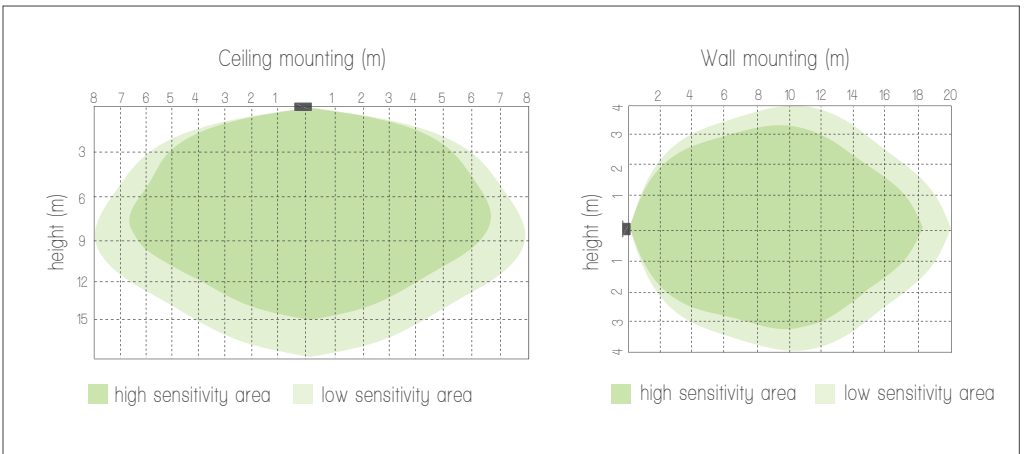 Ceiling mounting (m)
8 7 6 5 4 3 2 1 1 2 3 4 5 6 7 8
3
6
9
12
15
height (m)
high sensitivity area low sensitivity area
Wall mounting (m)
2 4 6 8 10 12 14 16 18 20
4
3
2
1
1
2
3
4
height (m)
high sensitivity area low sensitivity area